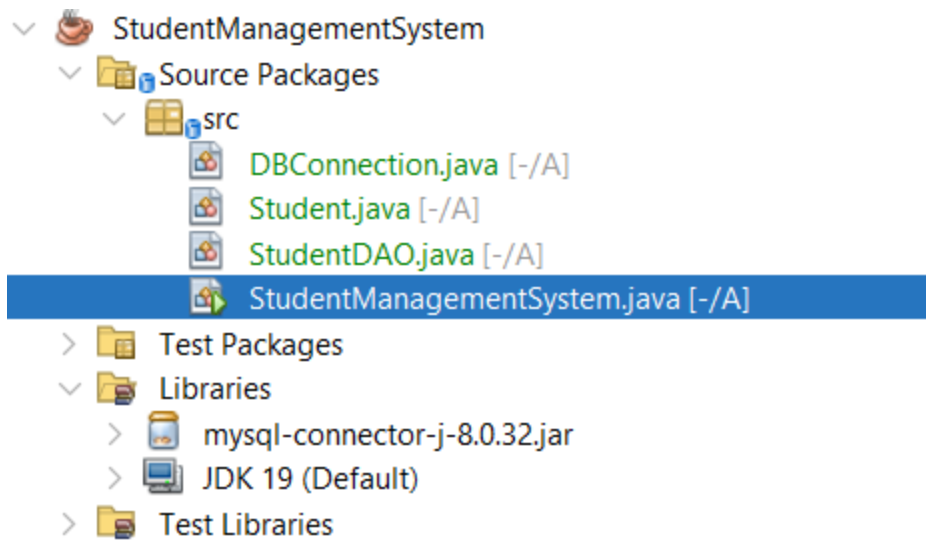 StudentManagementSystem
Source Packages
src
DBConnection.java [-/A]
Student.java [-/A]
StudentDAO.java [-/A]
StudentManagementSystem.java [-/A]
Test Packages
Libraries
mysql-connector-j-8.0.32.jar
JDK 19 (Default)
Test Libraries